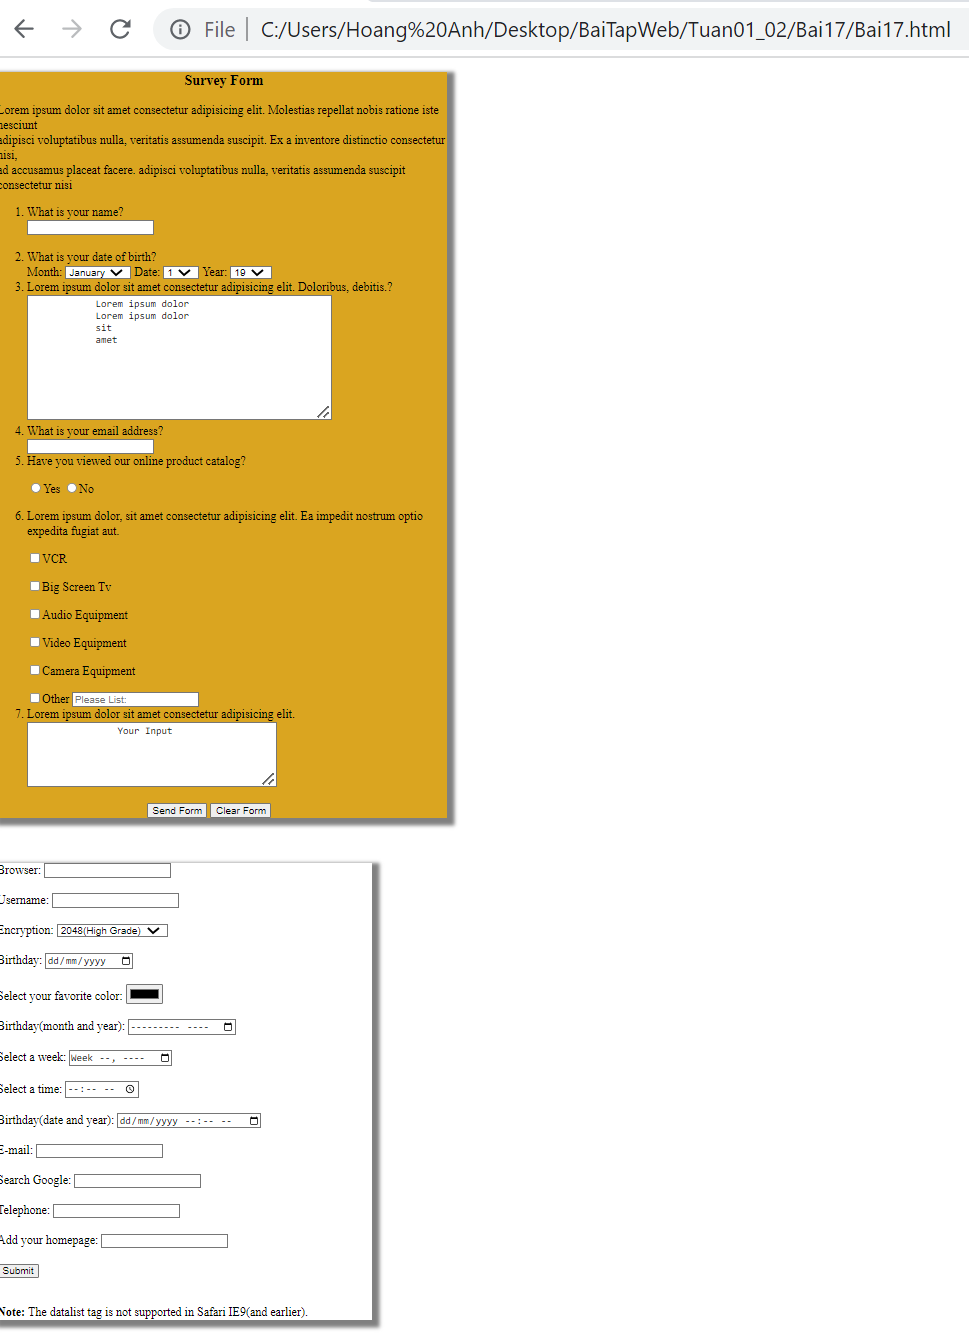 File | C:/Users/Hoang%20Anh/Desktop/BaiTapWeb/Tuan01_02/Bai17/Bai17.html
Survey Form
Lorem ipsum dolor sit amet consectetur adipisicing elit. Molestias repellat nobis ratione iste
nesciunt
adipisci voluptatibus nulla, veritatis assumenda suscipit. Ex a inventore distinctio consectetur
nisi,
ad accusamus placeat facere. adipisci voluptatibus nulla, veritatis assumenda suscipit
consectetur nisi
1. What is your name?
2. What is your date of birth?
Month: January Date: 1 Year: 19
3. Lorem ipsum dolor sit amet consectetur adipisicing elit. Doloribus, debitis.?
Lorem ipsum dolor
Lorem ipsum dolor
sit
amet
4. What is your email address?
5. Have you viewed our online product catalog?
Yes No
6. Lorem ipsum dolor, sit amet consectetur adipisicing elit. Ea impedit nostrum optio
expedita fugiat aut.
VCR
Big Screen Tv
Audio Equipment
Video Equipment
Camera Equipment
Other Please List:
7. Lorem ipsum dolor sit amet consectetur adipisicing elit.
Your Input
Send Form Clear Form
Browser:
Username:
Encryption: 2048(High Grade)
Birthday: dd/mm/yyyy
Select your favorite color:
Birthday(month and year): --------- ----
Select a week: Week --, ----
Select a time: --:-- --
Birthday(date and year): dd/mm/yyyy --:-- --
E-mail:
Search Google:
Telephone:
Add your homepage:
Submit
Note: The datalist tag is not supported in Safari IE9(and earlier).